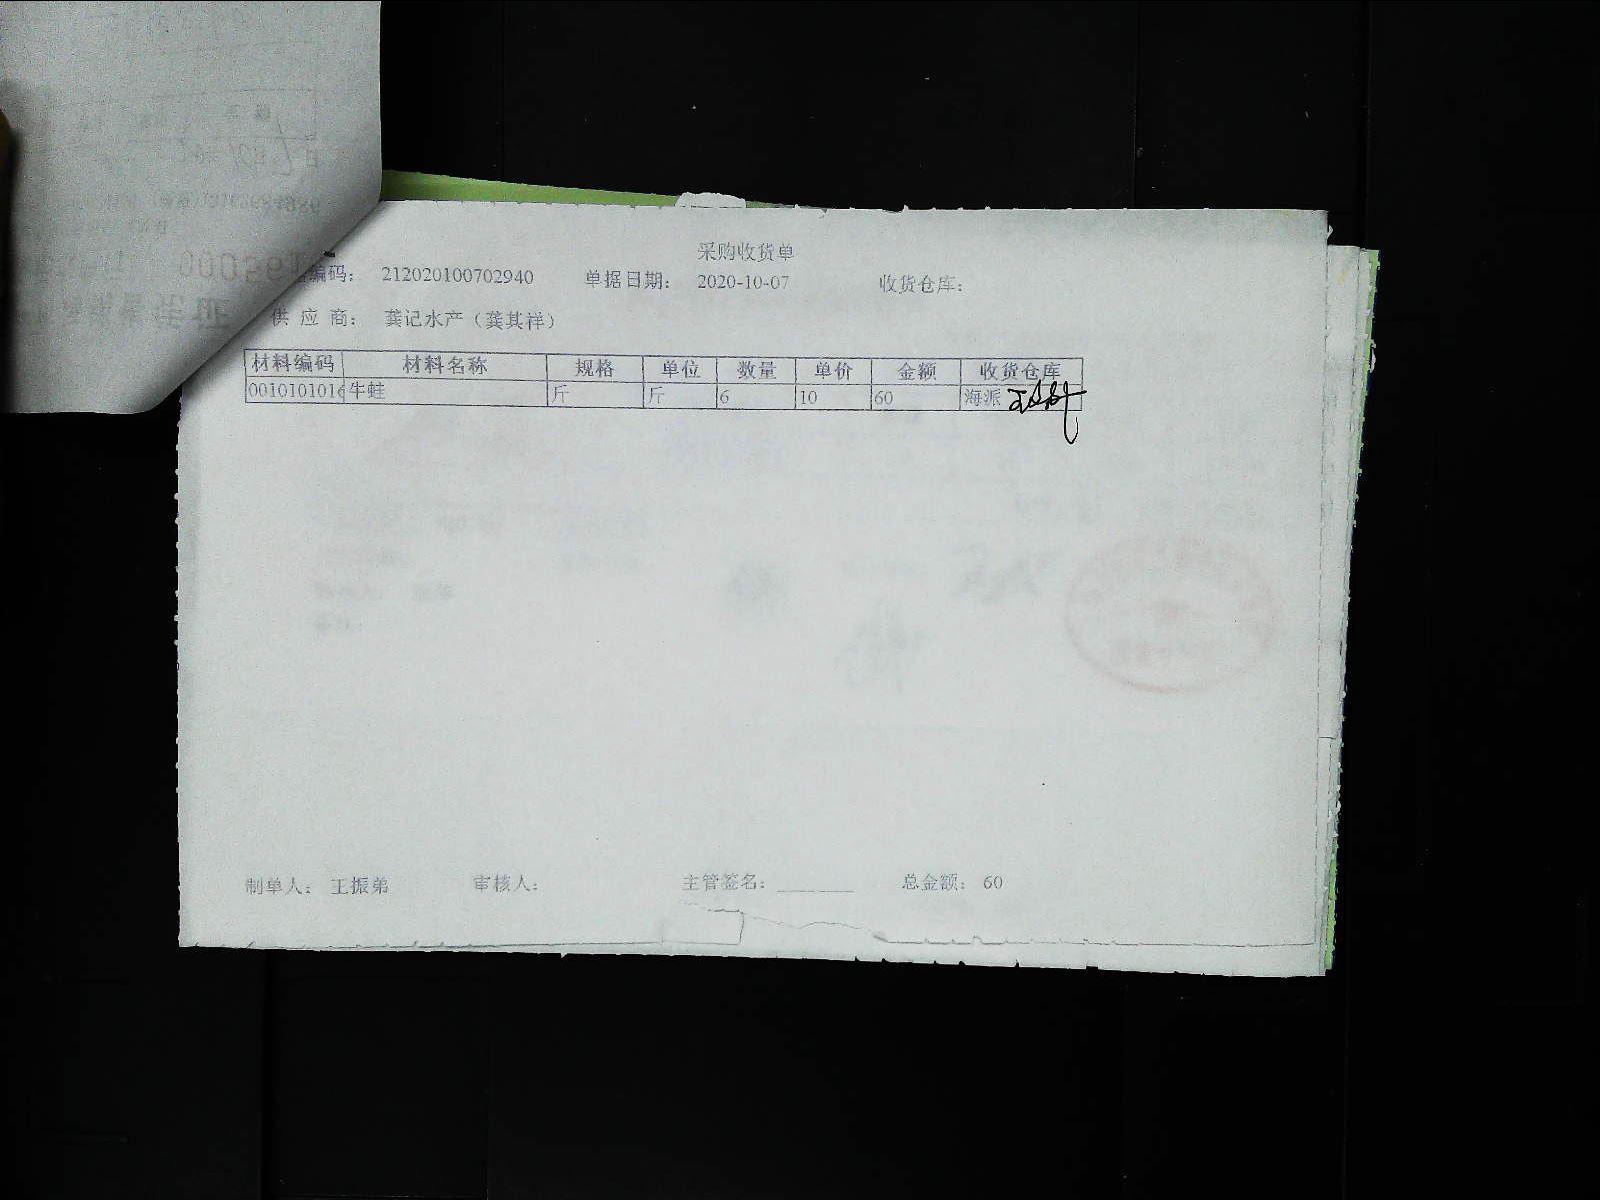 采购收货单
编码： 212020100702940 单据日期： 2020-10-07 收货仓库：
供 应 商： 龚记水产（龚其祥）
材料编码 材料名称 规格 单位 数量 单价 金额 收货仓库
0010101016 牛蛙 斤 斤 6 10 60 海派
制单人： 王振弟 审核人： 主管签名：_______ 总金额： 60